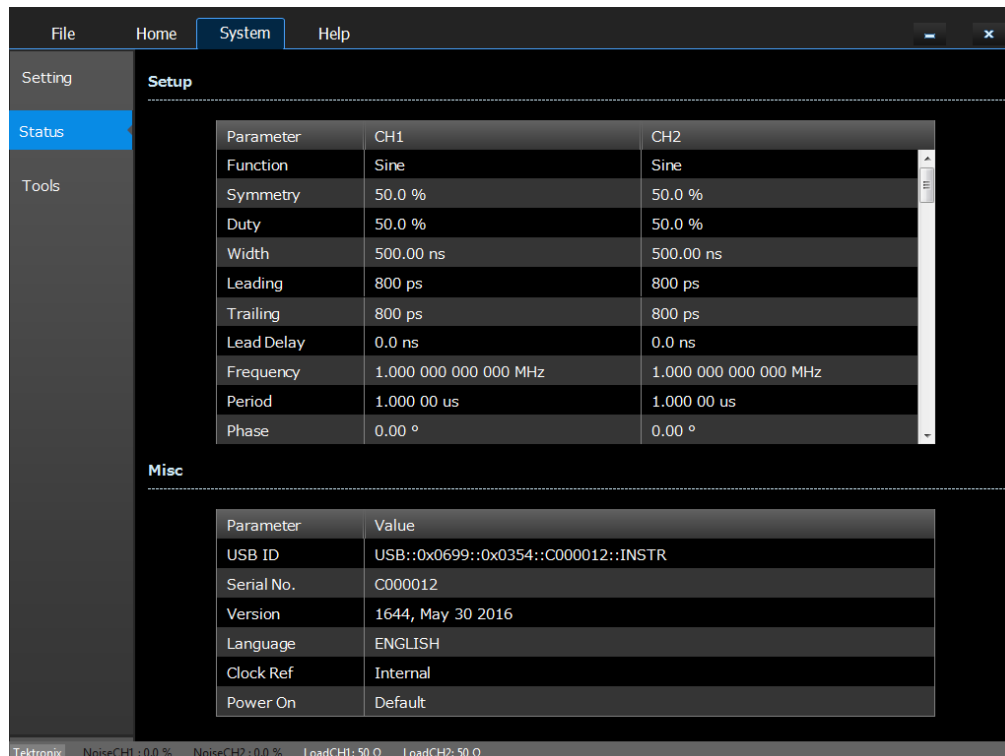 File Home System Help
Setting
Setup
Status
Parameter CH1 CH2
Function Sine Sine
Tools
Symmetry 50.0 % 50.0 %
Duty 50.0 % 50.0 %
Width 500.00 ns 500.00 ns
Leading 800 ps 800 ps
Trailing 800 ps 800 ps
Lead Delay 0.0 ns 0.0 ns
Frequency 1.000 000 000 000 MHz 1.000 000 000 000 MHz
Period 1.000 00 us 1.000 00 us
Phase 0.00 º 0.00 º
Misc
Parameter Value
USB ID USB::0x0699::0x0354::C000012::INSTR
Serial No. C000012
Version 1644, May 30 2016
Language ENGLISH
Clock Ref Internal
Power On Default
Tektronix NoiseCH1 : 0.0 % NoiseCH2 : 0.0 % LoadCH1: 50 Ω LoadCH2: 50 Ω